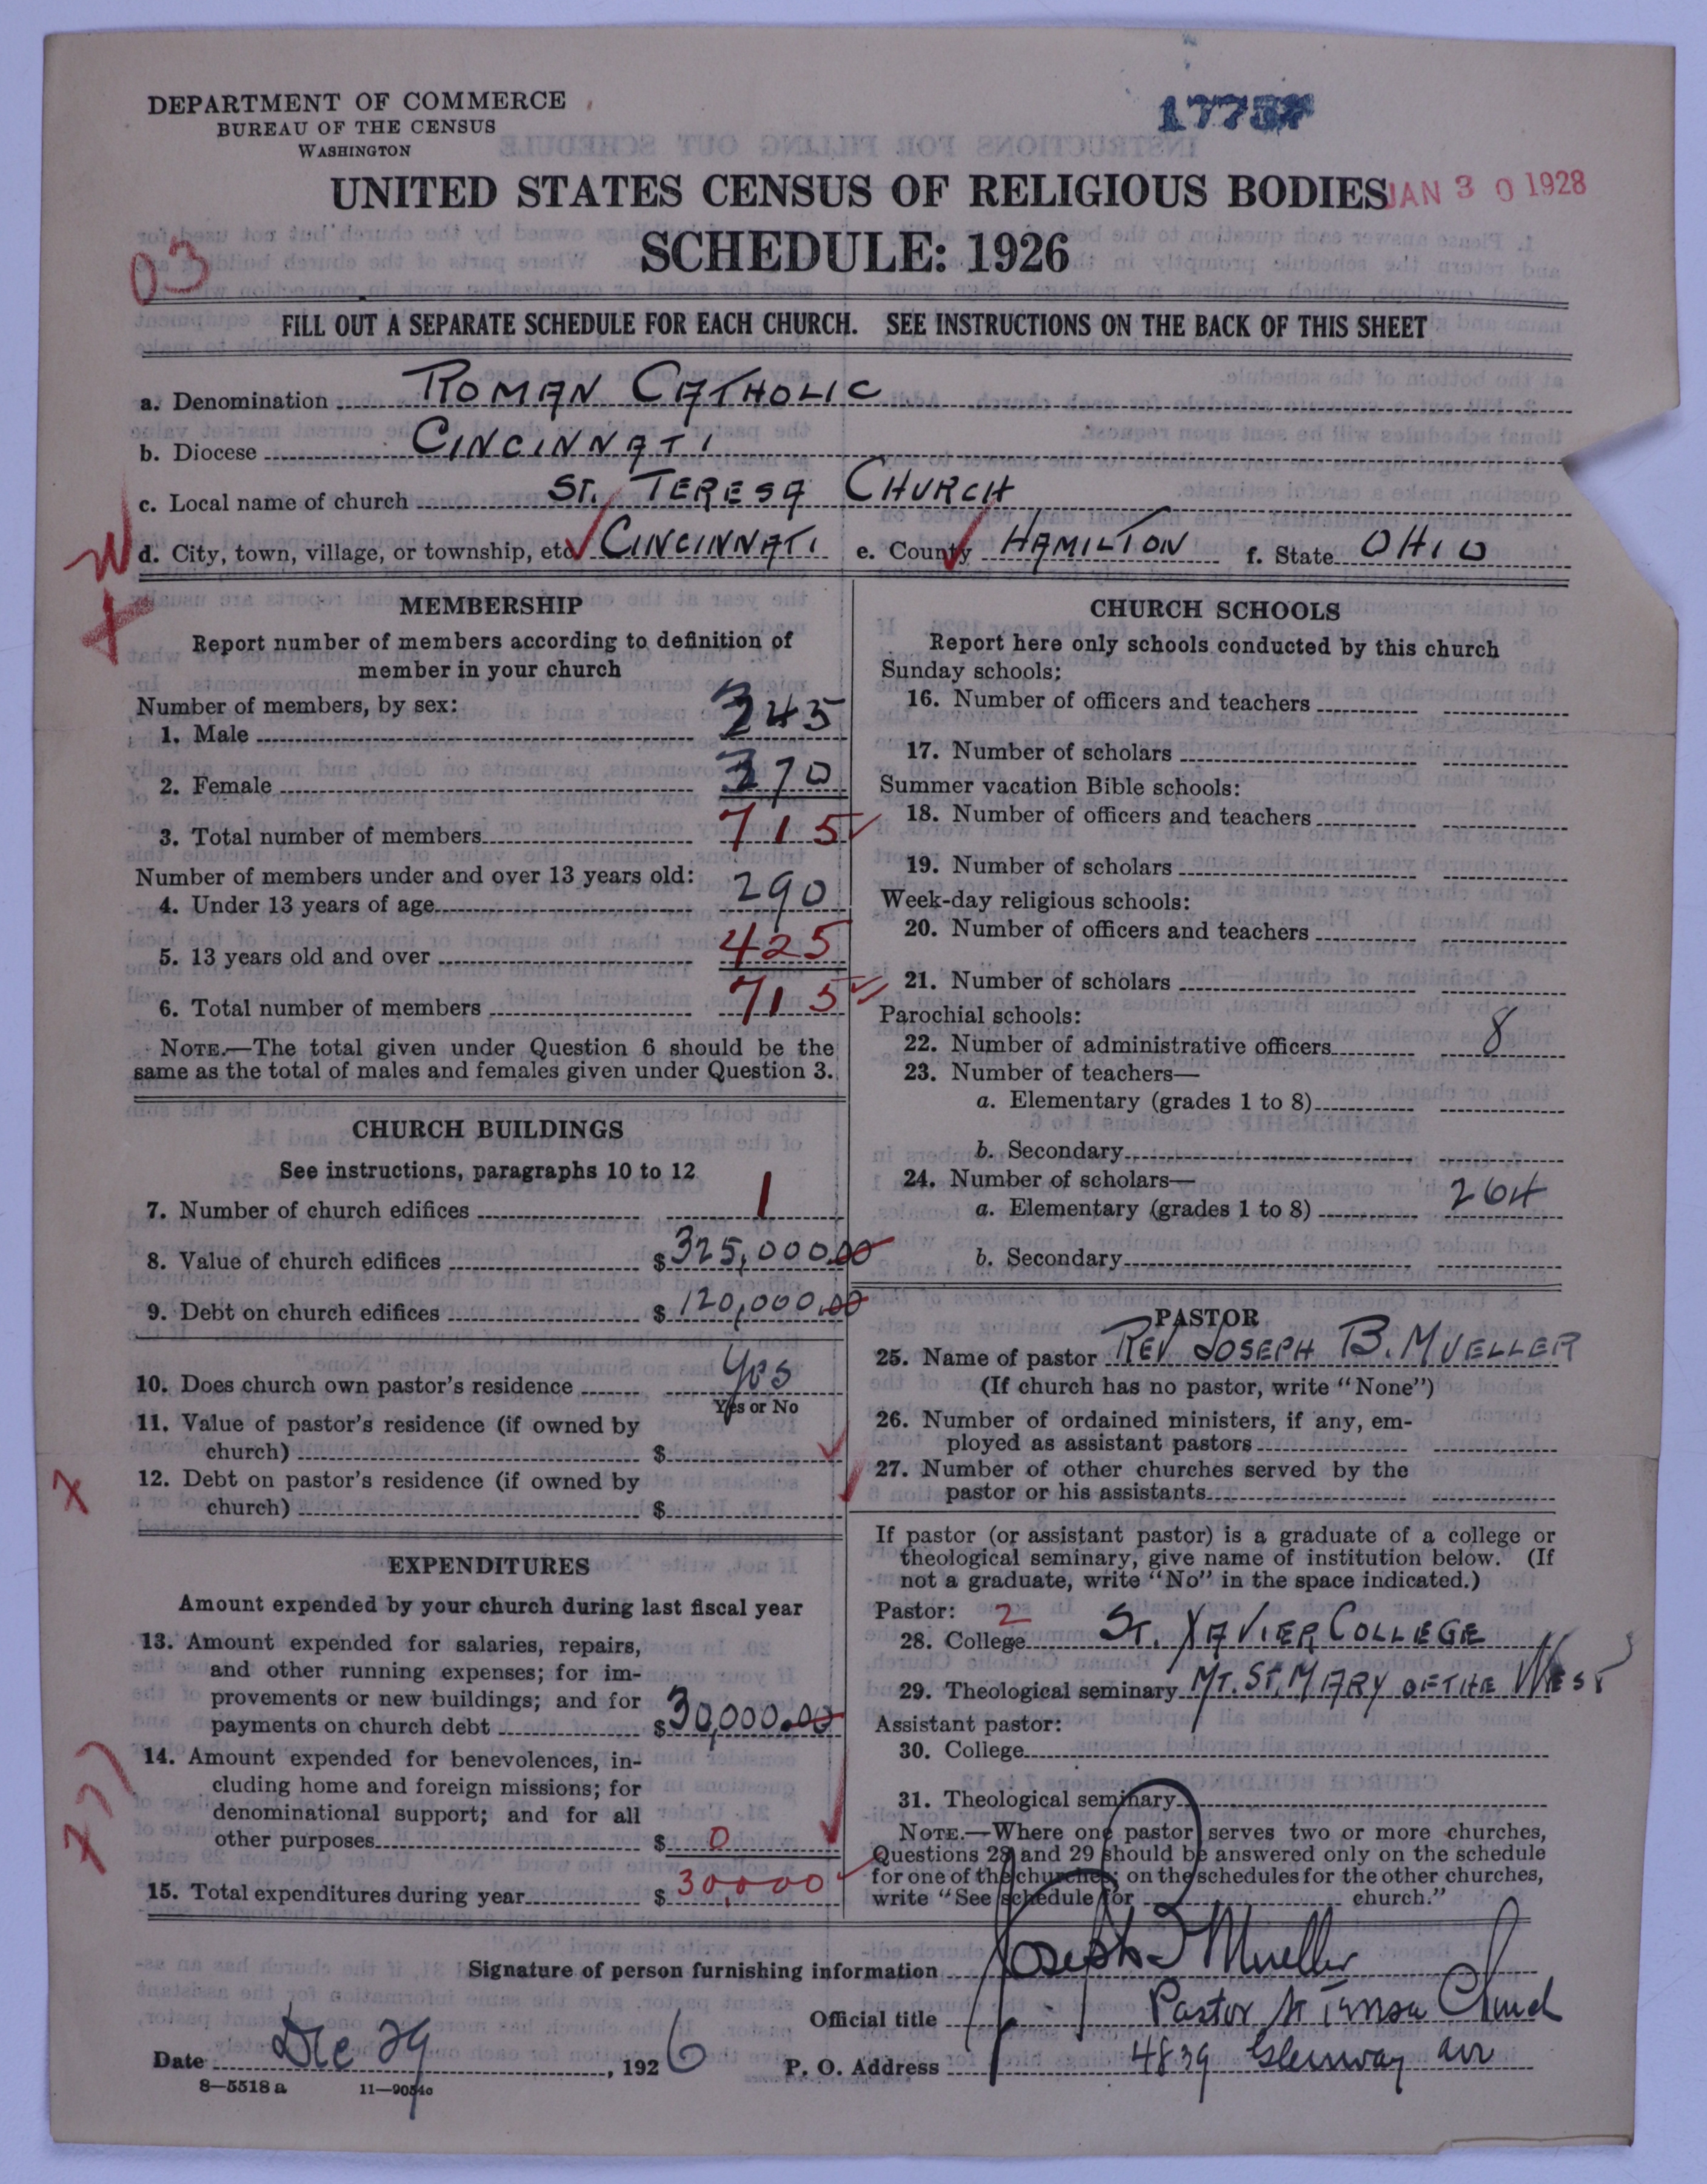 DEPARTMENT OF COMMERCE
BUREAU OF THE CENSUS
WASHINGTON
UNITED STATES CENSUS OF RELIGIOUS BODIES
JAN 30 1928
SCHEDULE: 1926
03
FILL OUT A SEPARATE SCHEDULE FOR EACH CHURCH. SEE INSTRUCTIONS ON THE BACK OF THIS SHEET
a. Denomination ROMAN CATHOLIC
b. Diocese CINCINNATI
c. Local name of church ST. TERESA CHURCH
d. City, town, village, or township, etc. CINCINNATI e. County HAMILTON f. State OHIO
MEMBERSHIP
Report number of members according to definition of
member in your church
Number of members, by sex:
1. Male 345
2. Female 370
3. Total number of members 715
Number of members under and over 13 years old:
4. Under 13 years of age 290
5. 13 years old and over 425
6. Total number of members 715
NOTE.—The total given under Question 6 should be the
same as the total of males and females given under Question 3.
CHURCH BUILDINGS
See instructions, paragraphs 10 to 12
7. Number of church edifices 1
8. Value of church edifices $325,000.00
9. Debt on church edifices $120,000.00
10. Does church own pastor's residence Yes
Yes or No
11. Value of pastor's residence (if owned by
church) $
12. Debt on pastor's residence (if owned by
church) $
EXPENDITURES
Amount expended by your church during last fiscal year
13. Amount expended for salaries, repairs,
and other running expenses; for im-
provements or new buildings; and for
payments on church debt $30,000.00
14. Amount expended for benevolences, in-
cluding home and foreign missions; for
denominational support; and for all
other purposes $ 0
15. Total expenditures during year $30,000
CHURCH SCHOOLS
Report here only schools conducted by this church
Sunday schools:
16. Number of officers and teachers
17. Number of scholars
Summer vacation Bible schools:
18. Number of officers and teachers
19. Number of scholars
Week-day religious schools:
20. Number of officers and teachers
21. Number of scholars
Parochial schools:
22. Number of administrative officers 8
23. Number of teachers—
a. Elementary (grades 1 to 8)
b. Secondary
24. Number of scholars—
a. Elementary (grades 1 to 8) 264
b. Secondary
PASTOR
25. Name of pastor REV JOSEPH B. MUELLER
(If church has no pastor, write "None")
26. Number of ordained ministers, if any, em-
ployed as assistant pastors
27. Number of other churches served by the
pastor or his assistants
If pastor (or assistant pastor) is a graduate of a college or
theological seminary, give name of institution below. (If
not a graduate, write "No" in the space indicated.)
Pastor: 2
28. College ST. XAVIER COLLEGE
29. Theological seminary MT. ST. MARY OF THE WEST
Assistant pastor:
30. College
31. Theological seminary
NOTE.—Where one pastor serves two or more churches,
Questions 28 and 29 should be answered only on the schedule
for one of the churches; on the schedules for the other churches,
write "See schedule for church."
Signature of person furnishing information Joseph B Mueller
Official title Pastor St Teresa Church
Date Dec 29, 1926 P. O. Address 4839 Glenway Ave
8—5518a 11—9054c